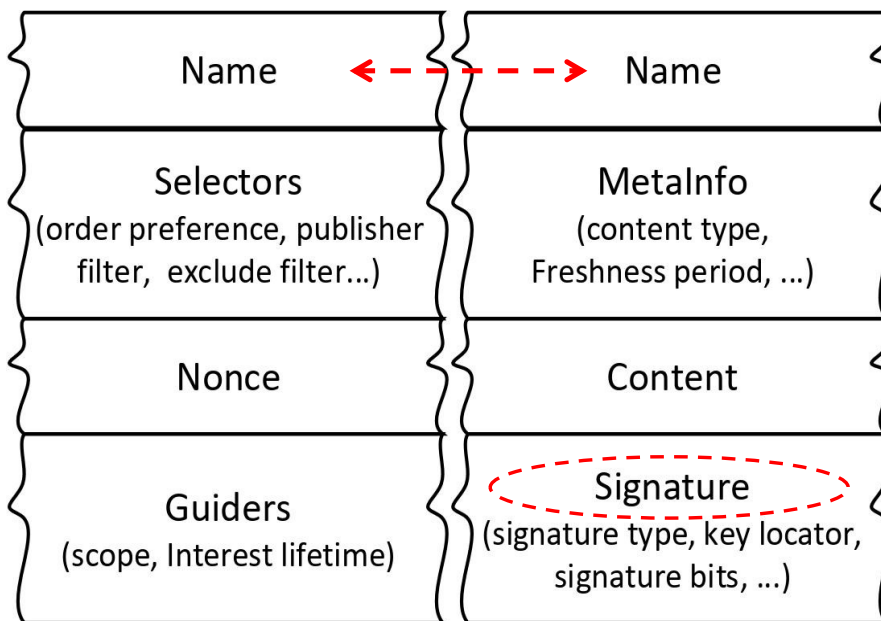 Name
Selectors
(order preference, publisher
filter, exclude filter...)
Nonce
Guiders
(scope, Interest lifetime)
Name
MetaInfo
(content type,
Freshness period, ...)
Content
Signature
(signature type, key locator,
signature bits, ...)